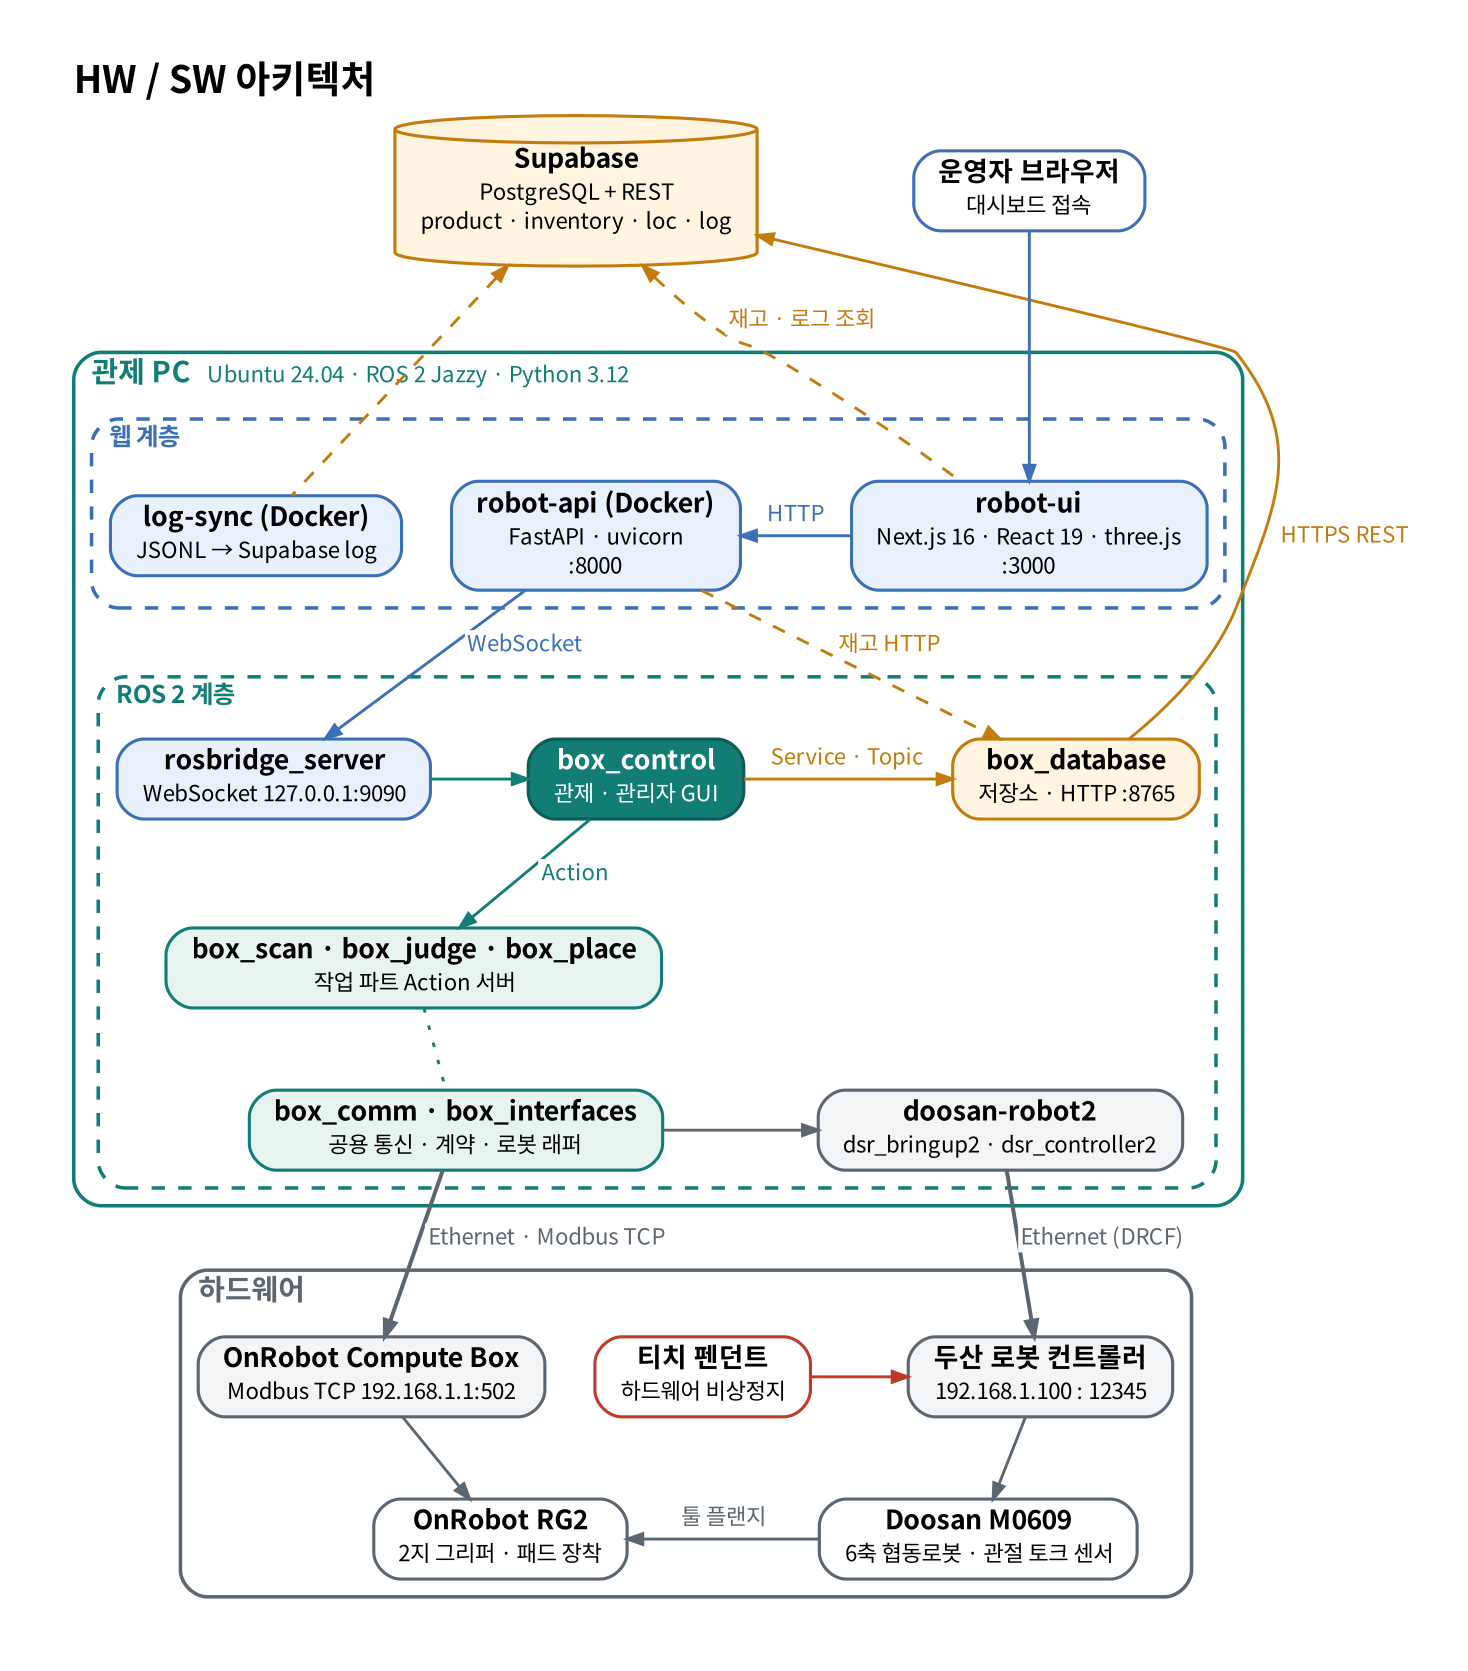 HW / SW 아키텍처
Supabase
PostgreSQL + REST
product · inventory · loc · log
운영자 브라우저
대시보드 접속
재고 · 로그 조회
관제 PC Ubuntu 24.04 · ROS 2 Jazzy · Python 3.12
웹 계층
log-sync (Docker)
JSONL → Supabase log
robot-api (Docker)
FastAPI · uvicorn
:8000
HTTP
robot-ui
Next.js 16 · React 19 · three.js
:3000
HTTPS REST
WebSocket
재고 HTTP
ROS 2 계층
rosbridge_server
WebSocket 127.0.0.1:9090
box_control
관제 · 관리자 GUI
Service · Topic
box_database
저장소 · HTTP :8765
Action
box_scan · box_judge · box_place
작업 파트 Action 서버
box_comm · box_interfaces
공용 통신 · 계약 · 로봇 래퍼
doosan-robot2
dsr_bringup2 · dsr_controller2
Ethernet · Modbus TCP
Ethernet (DRCF)
하드웨어
OnRobot Compute Box
Modbus TCP 192.168.1.1:502
티치 펜던트
하드웨어 비상정지
두산 로봇 컨트롤러
192.168.1.100 : 12345
OnRobot RG2
2지 그리퍼 · 패드 장착
툴 플랜지
Doosan M0609
6축 협동로봇 · 관절 토크 센서